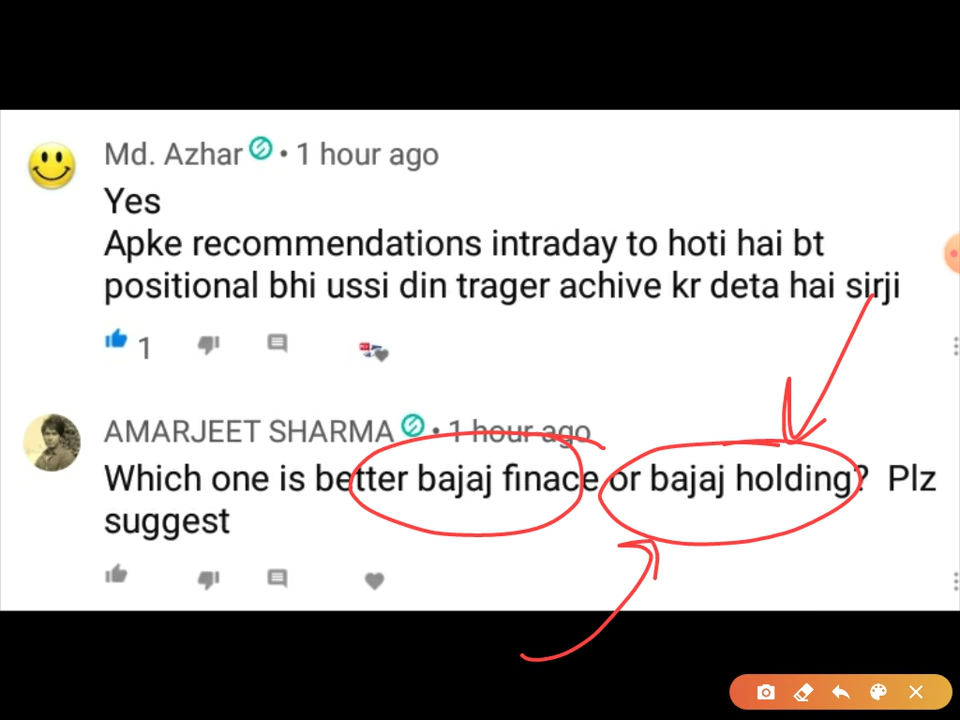 Md. Azhar • 1 hour ago
Yes
Apke recommendations intraday to hoti hai bt
positional bhi ussi din trager achive kr deta hai sirji
1
AMARJEET SHARMA • 1 hour ago
Which one is better bajaj finace or bajaj holding? Plz
suggest